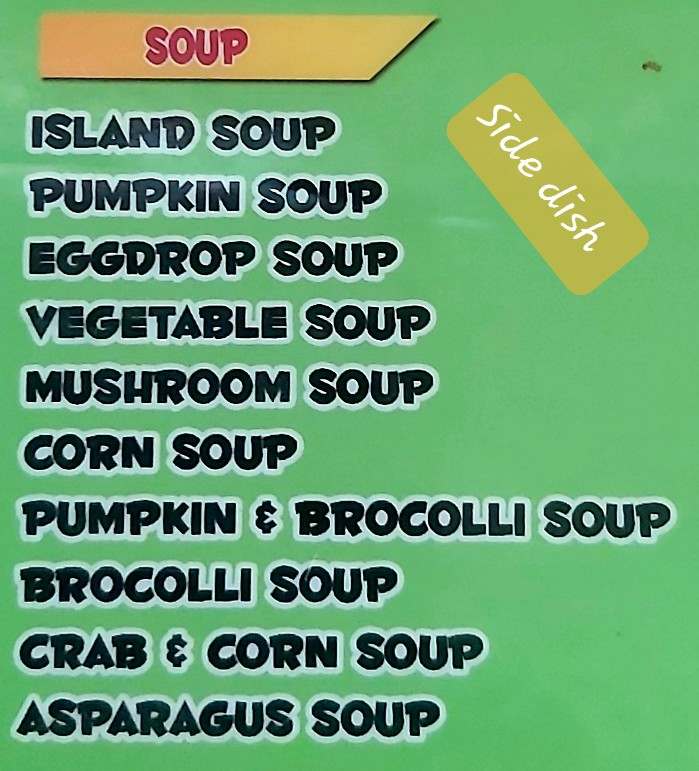 SOUP
ISLAND SOUP
Side dish
PUMPKIN SOUP
EGGDROP SOUP
VEGETABLE SOUP
MUSHROOM SOUP
CORN SOUP
PUMPKIN & BROCOLLI SOUP
BROCOLLI SOUP
CRAB & CORN SOUP
ASPARAGUS SOUP